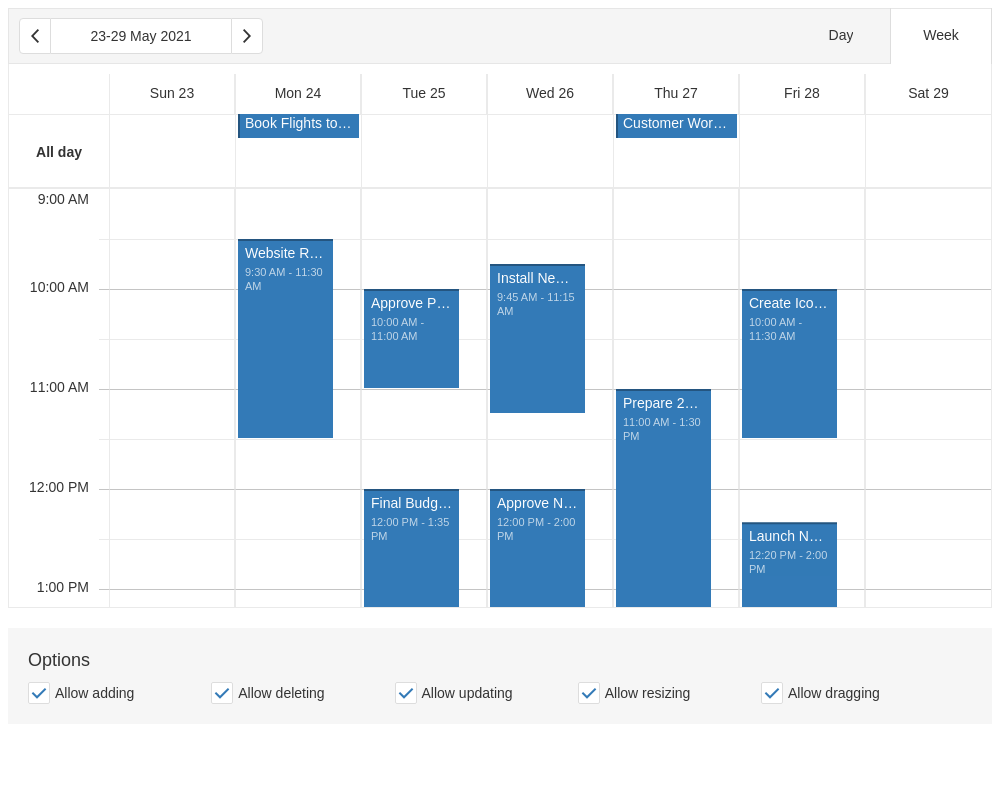 23-29 May 2021
Day
Week
Sun 23
Mon 24
Tue 25
Wed 26
Thu 27
Fri 28
Sat 29
All day
Book Flights to…
Customer Wor…
9:00 AM
10:00 AM
11:00 AM
12:00 PM
1:00 PM
Website R…
9:30 AM - 11:30
AM
Approve P…
10:00 AM -
11:00 AM
Final Budg…
12:00 PM - 1:35
PM
Install Ne…
9:45 AM - 11:15
AM
Approve N…
12:00 PM - 2:00
PM
Prepare 2…
11:00 AM - 1:30
PM
Create Ico…
10:00 AM -
11:30 AM
Launch N…
12:20 PM - 2:00
PM
Options
Allow adding
Allow deleting
Allow updating
Allow resizing
Allow dragging